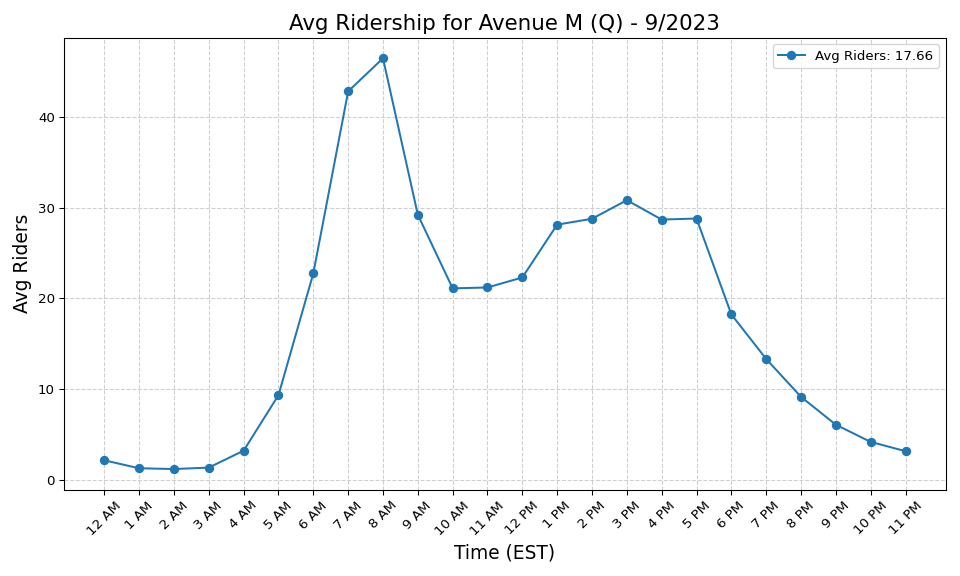 Avg Ridership for Avenue M (Q) - 9/2023
Avg Riders: 17.66
Avg Riders
40
30
20
10
0
12 AM
1 AM
2 AM
3 AM
4 AM
5 AM
6 AM
7 AM
8 AM
9 AM
10 AM
11 AM
12 PM
1 PM
2 PM
3 PM
4 PM
5 PM
6 PM
7 PM
8 PM
9 PM
10 PM
11 PM
Time (EST)